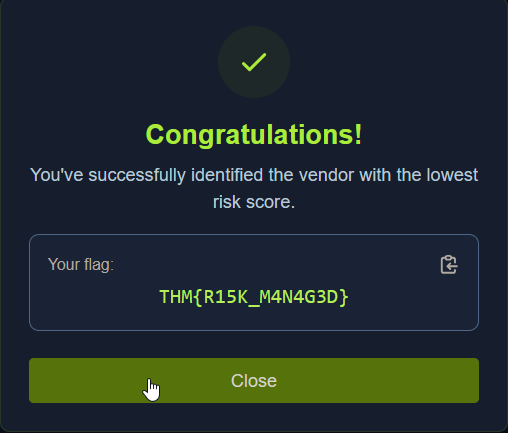 Congratulations!
You've successfully identified the vendor with the lowest
risk score.
Your flag:
THM{R15K_M4N4G3D}
Close